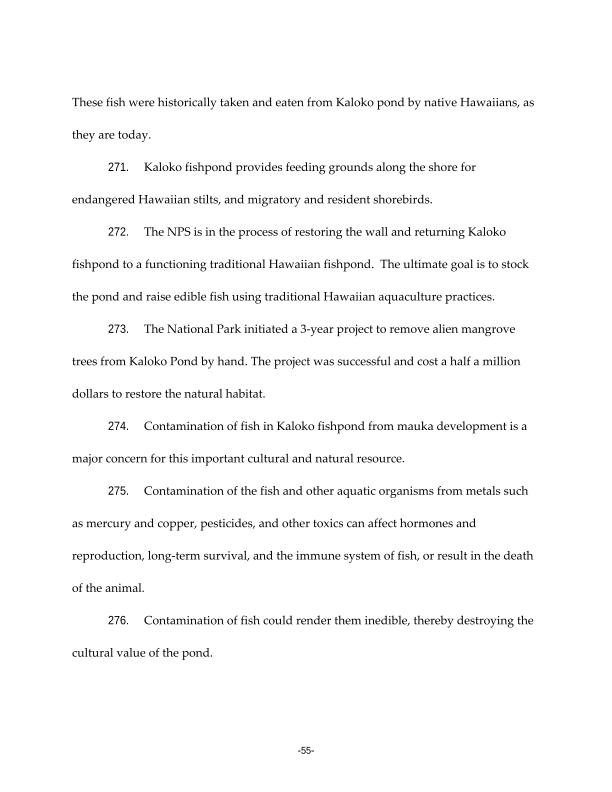 These fish were historically taken and eaten from Kaloko pond by native Hawaiians, as
they are today.
271. Kaloko fishpond provides feeding grounds along the shore for
endangered Hawaiian stilts, and migratory and resident shorebirds.
272. The NPS is in the process of restoring the wall and returning Kaloko
fishpond to a functioning traditional Hawaiian fishpond. The ultimate goal is to stock
the pond and raise edible fish using traditional Hawaiian aquaculture practices.
273. The National Park initiated a 3-year project to remove alien mangrove
trees from Kaloko Pond by hand. The project was successful and cost a half a million
dollars to restore the natural habitat.
274. Contamination of fish in Kaloko fishpond from mauka development is a
major concern for this important cultural and natural resource.
275. Contamination of the fish and other aquatic organisms from metals such
as mercury and copper, pesticides, and other toxics can affect hormones and
reproduction, long-term survival, and the immune system of fish, or result in the death
of the animal.
276. Contamination of fish could render them inedible, thereby destroying the
cultural value of the pond.
-55-